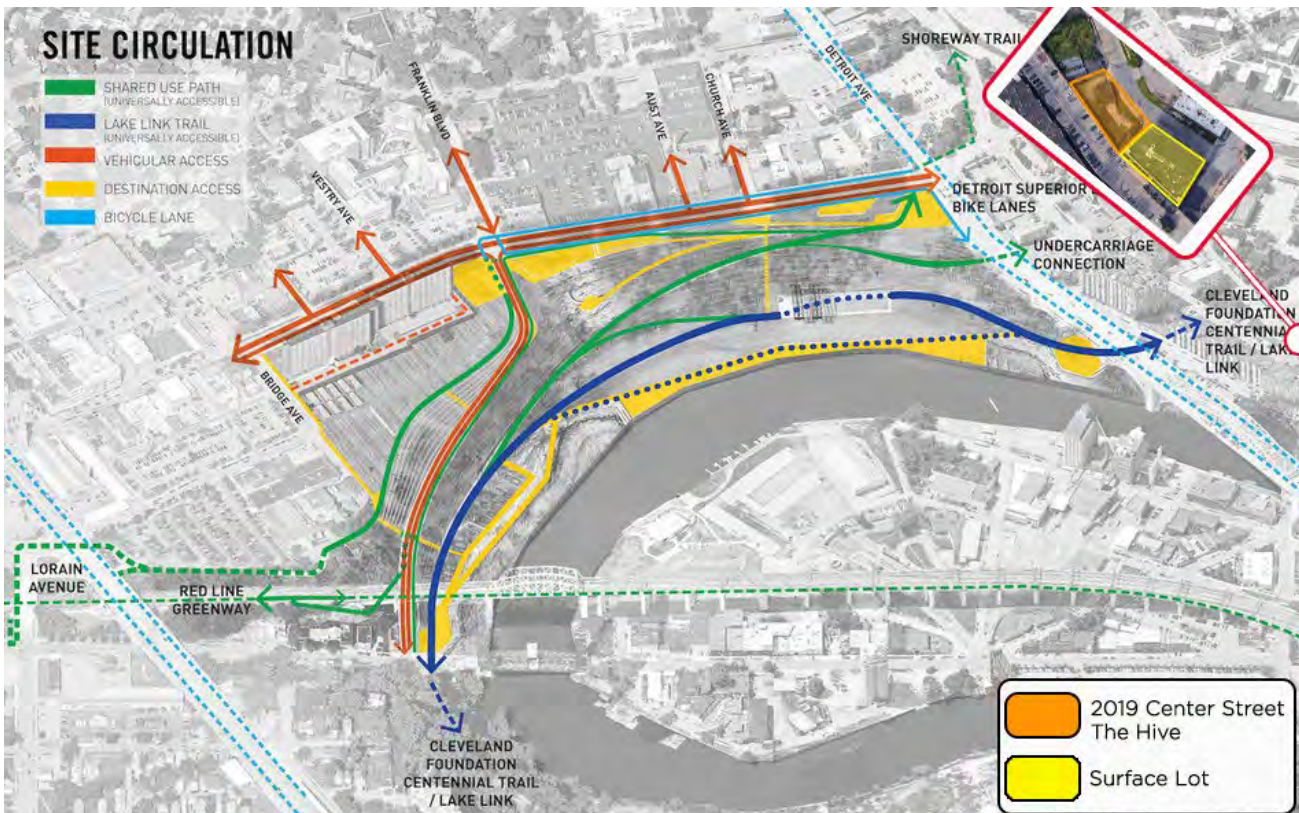 SITE CIRCULATION
SHARED USE PATH
(UNIVERSALLY ACCESSIBLE)
LAKE LINK TRAIL
(UNIVERSALLY ACCESSIBLE)
VEHICULAR ACCESS
DESTINATION ACCESS
BICYCLE LANE
VESTRY AVE
FRANKLIN BLVD
AUST AVE
CHURCH AVE
DETROIT AVE
SHOREWAY TRAIL
DETROIT SUPERIOR
BIKE LANES
UNDERCARRIAGE
CONNECTION
CLEVELAND
FOUNDATION
CENTENNIA
TRAIL / LAKE
LINK
BRIDGE AVE
LORAIN
AVENUE
RED LINE
GREENWAY
CLEVELAND
FOUNDATION
CENTENNIAL TRAIL
/ LAKE LINK
2019 Center Street
The Hive
Surface Lot